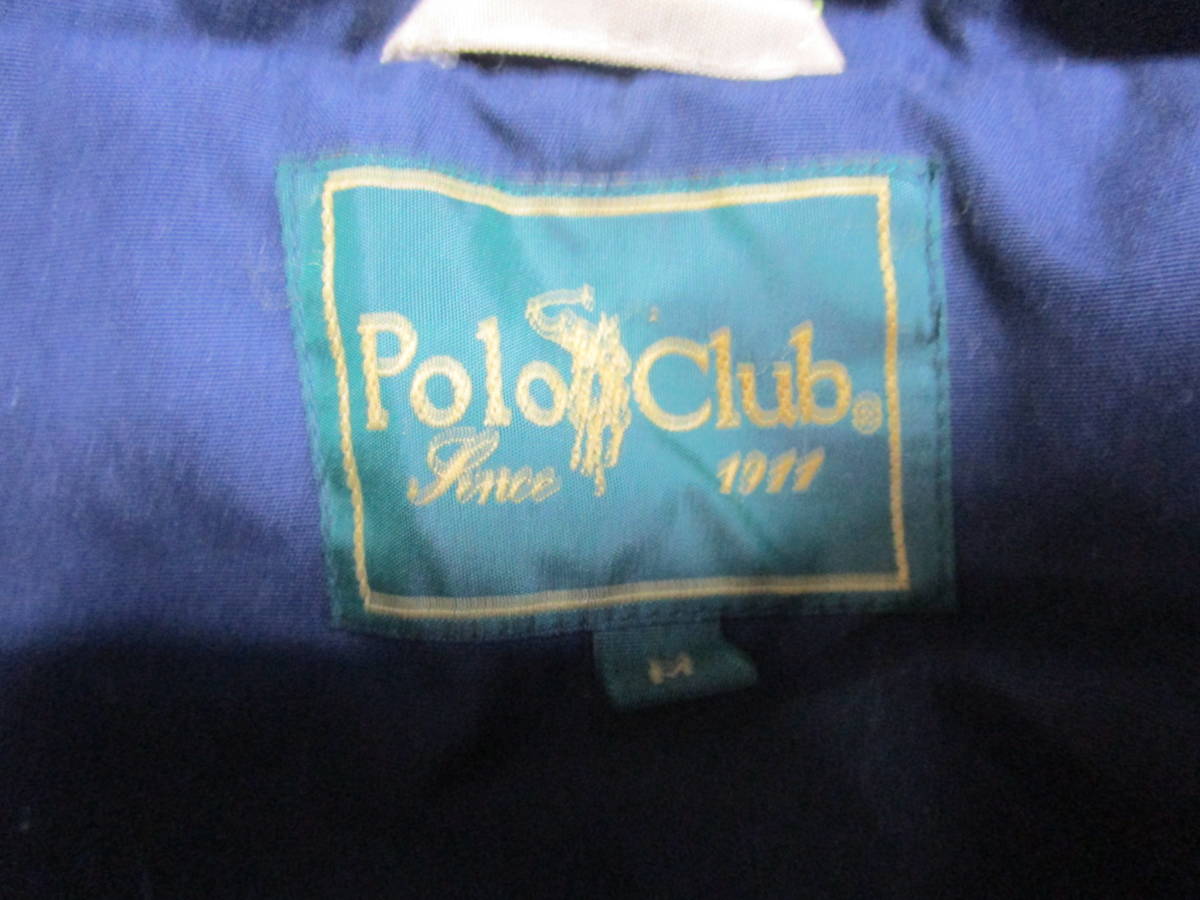 Polo Club®
Since 1911
M